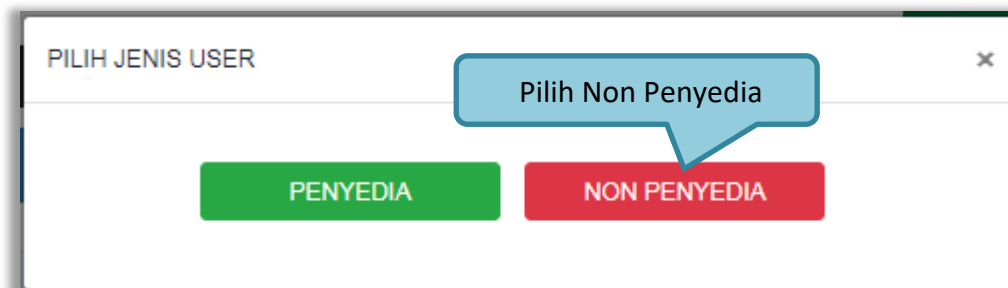 PILIH JENIS USER
×
Pilih Non Penyedia
PENYEDIA
NON PENYEDIA